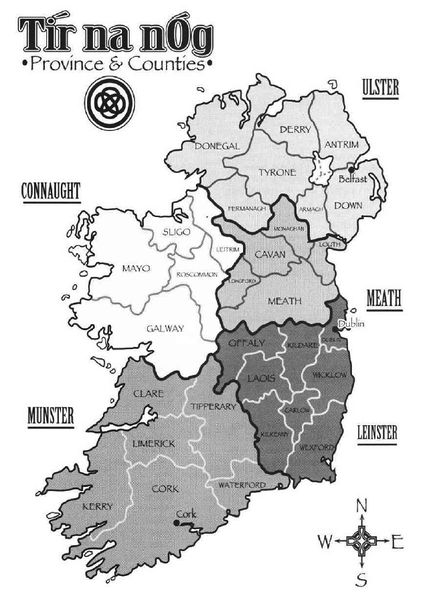 Tír na nÓg
•Province & Counties•
ULSTER
DERRY
DONEGAL
ANTRIM
TYRONE
Belfast
CONNAUGHT
FERMANAGH
ARMAGH
DOWN
SLIGO
MONAGHAN
LEITRIM
CAVAN
LOUTH
MAYO
ROSCOMMON
LONGFORD
MEATH
MEATH
GALWAY
Dublin
OFFALY
KILDARE
DUBLIN
LAOIS
WICKLOW
CLARE
TIPPERARY
CARLOW
MUNSTER
LEINSTER
LIMERICK
KILKENNY
WEXFORD
WATERFORD
CORK
KERRY
Cork
N
W E
S